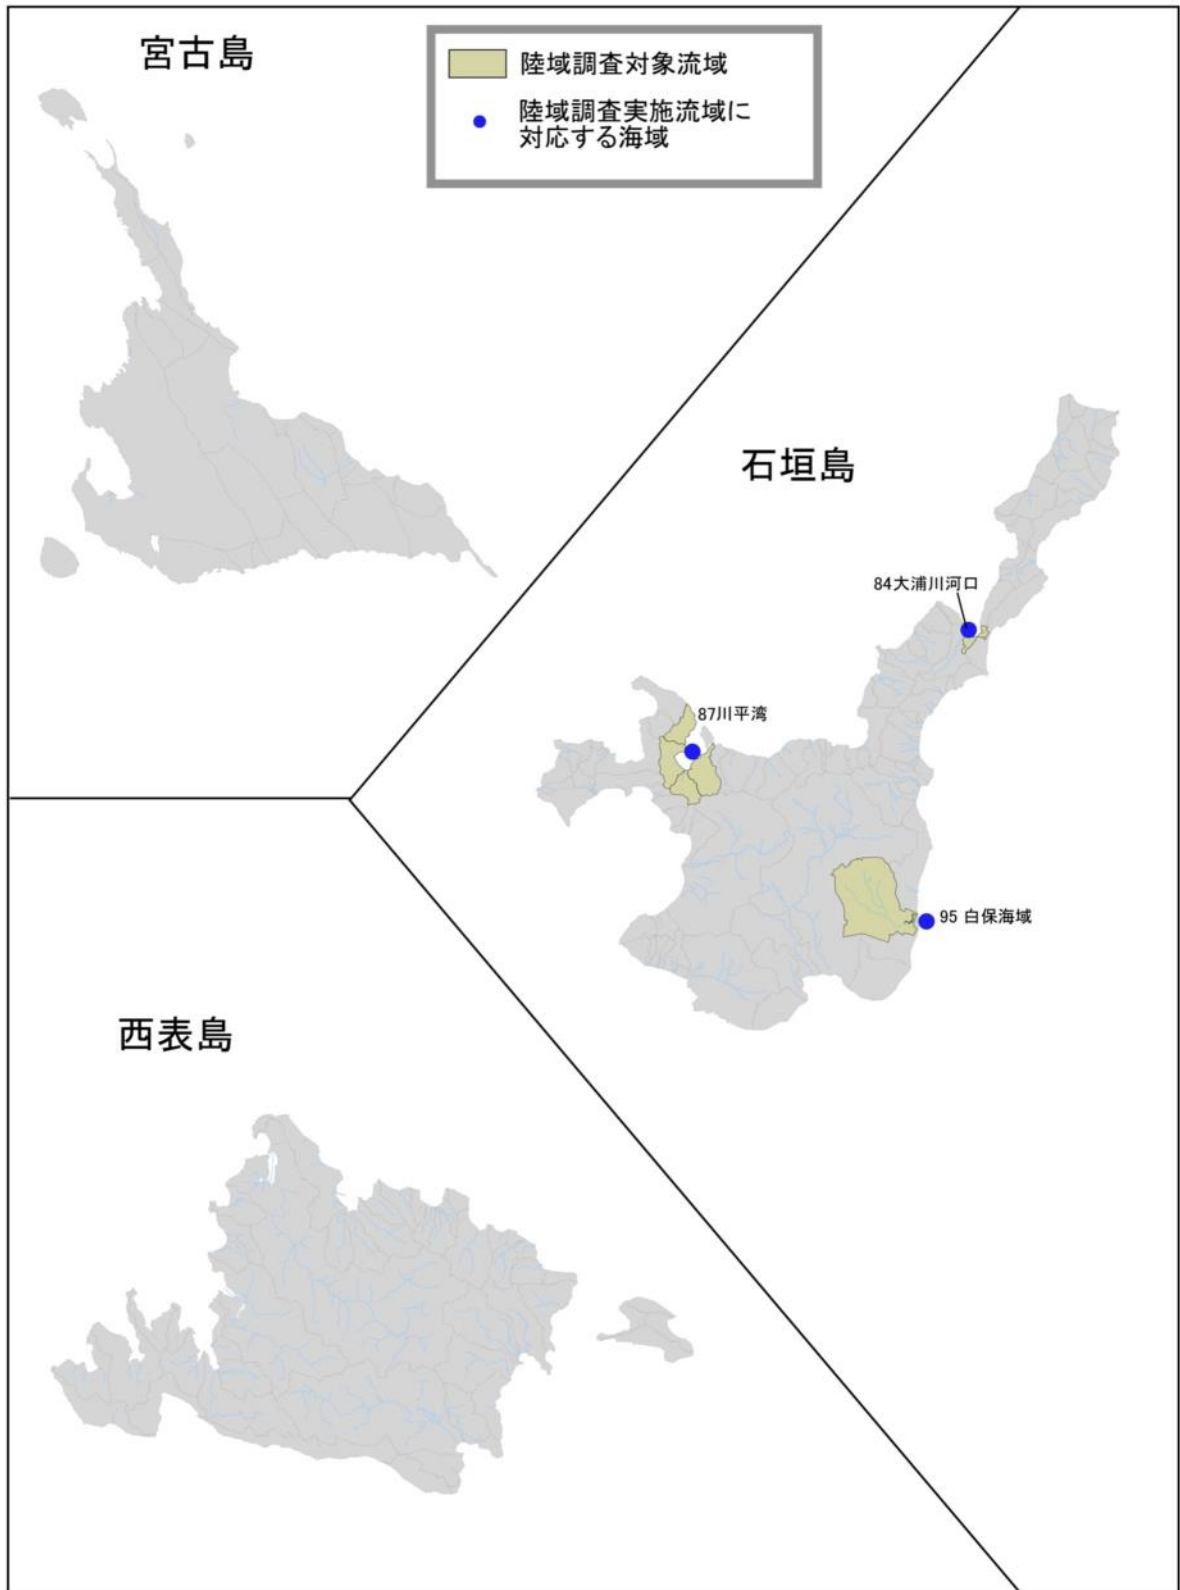 宮古島
陸域調査対象流域
陸域調査実施流域に
対応する海域
石垣島
84大浦川河口
87川平湾
95 白保海域
西表島